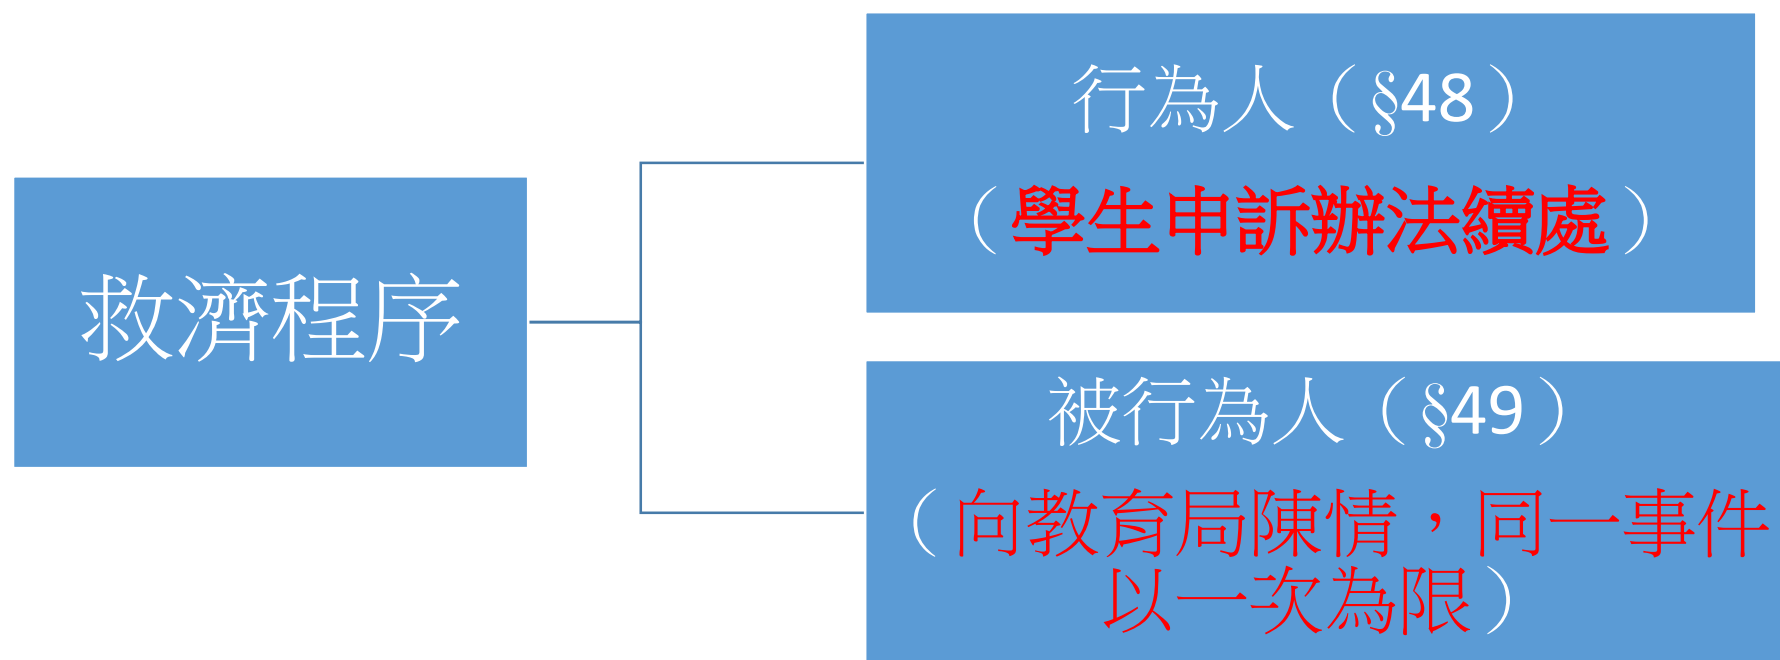 救濟程序
行為人（§48）
（學生申訴辦法續處）
被行為人（§49）
（向教育局陳情，同一事件
以一次為限）